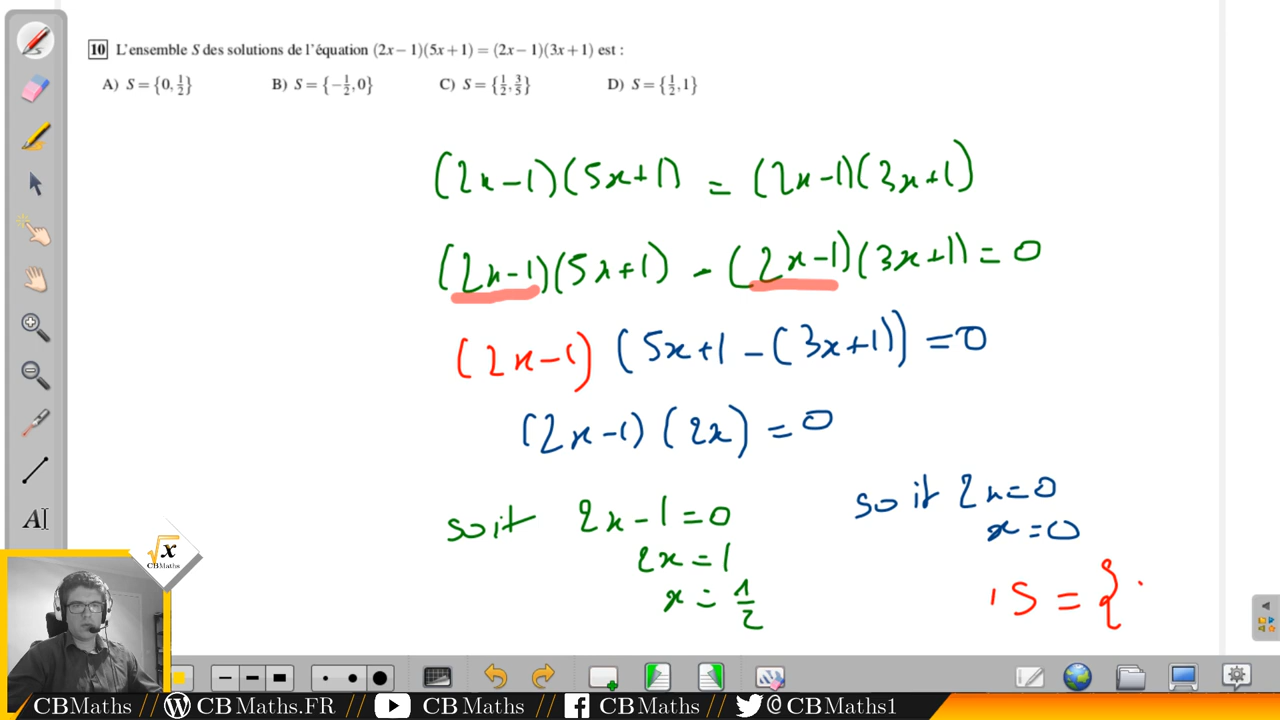 10 L'ensemble S des solutions de l'équation (2x − 1)(5x + 1) = (2x − 1)(3x + 1) est :
A) S = {0, 1/2} B) S = {−1/2, 0} C) S = {1/2, 3/5} D) S = {1/2, 1}
(2x−1)(5x+1) = (2x−1)(3x+1)
(2x−1)(5x+1) − (2x−1)(3x+1) = 0
(2x−1) (5x+1 − (3x+1)) = 0
(2x−1) (2x) = 0
soit 2x−1=0
2x=1
x = 1/2
soit 2x=0
x=0
S = {
AI
√x
CBMaths
CBMaths CBMaths.FR CBMaths CBMaths @CBMaths1